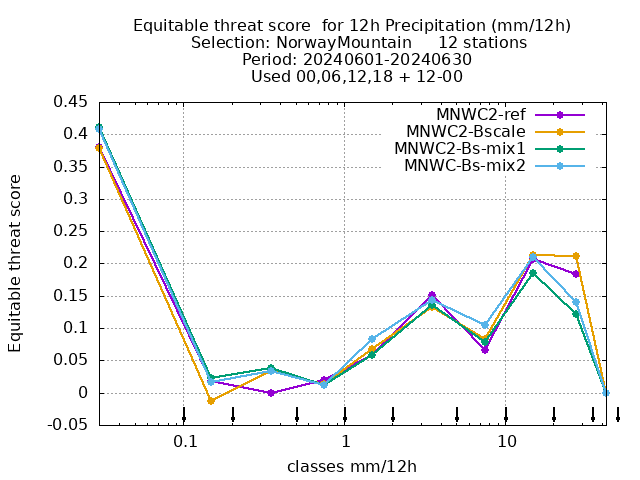 Equitable threat score  for 12h Precipitation (mm/12h)
Selection: NorwayMountain     12 stations
Period: 20240601-20240630
Used 00,06,12,18 + 12-00
MNWC2-ref
MNWC2-Bscale
MNWC2-Bs-mix1
MNWC-Bs-mix2
Equitable threat score
0.45
0.4
0.35
0.3
0.25
0.2
0.15
0.1
0.05
0
-0.05
0.1
1
10
classes mm/12h